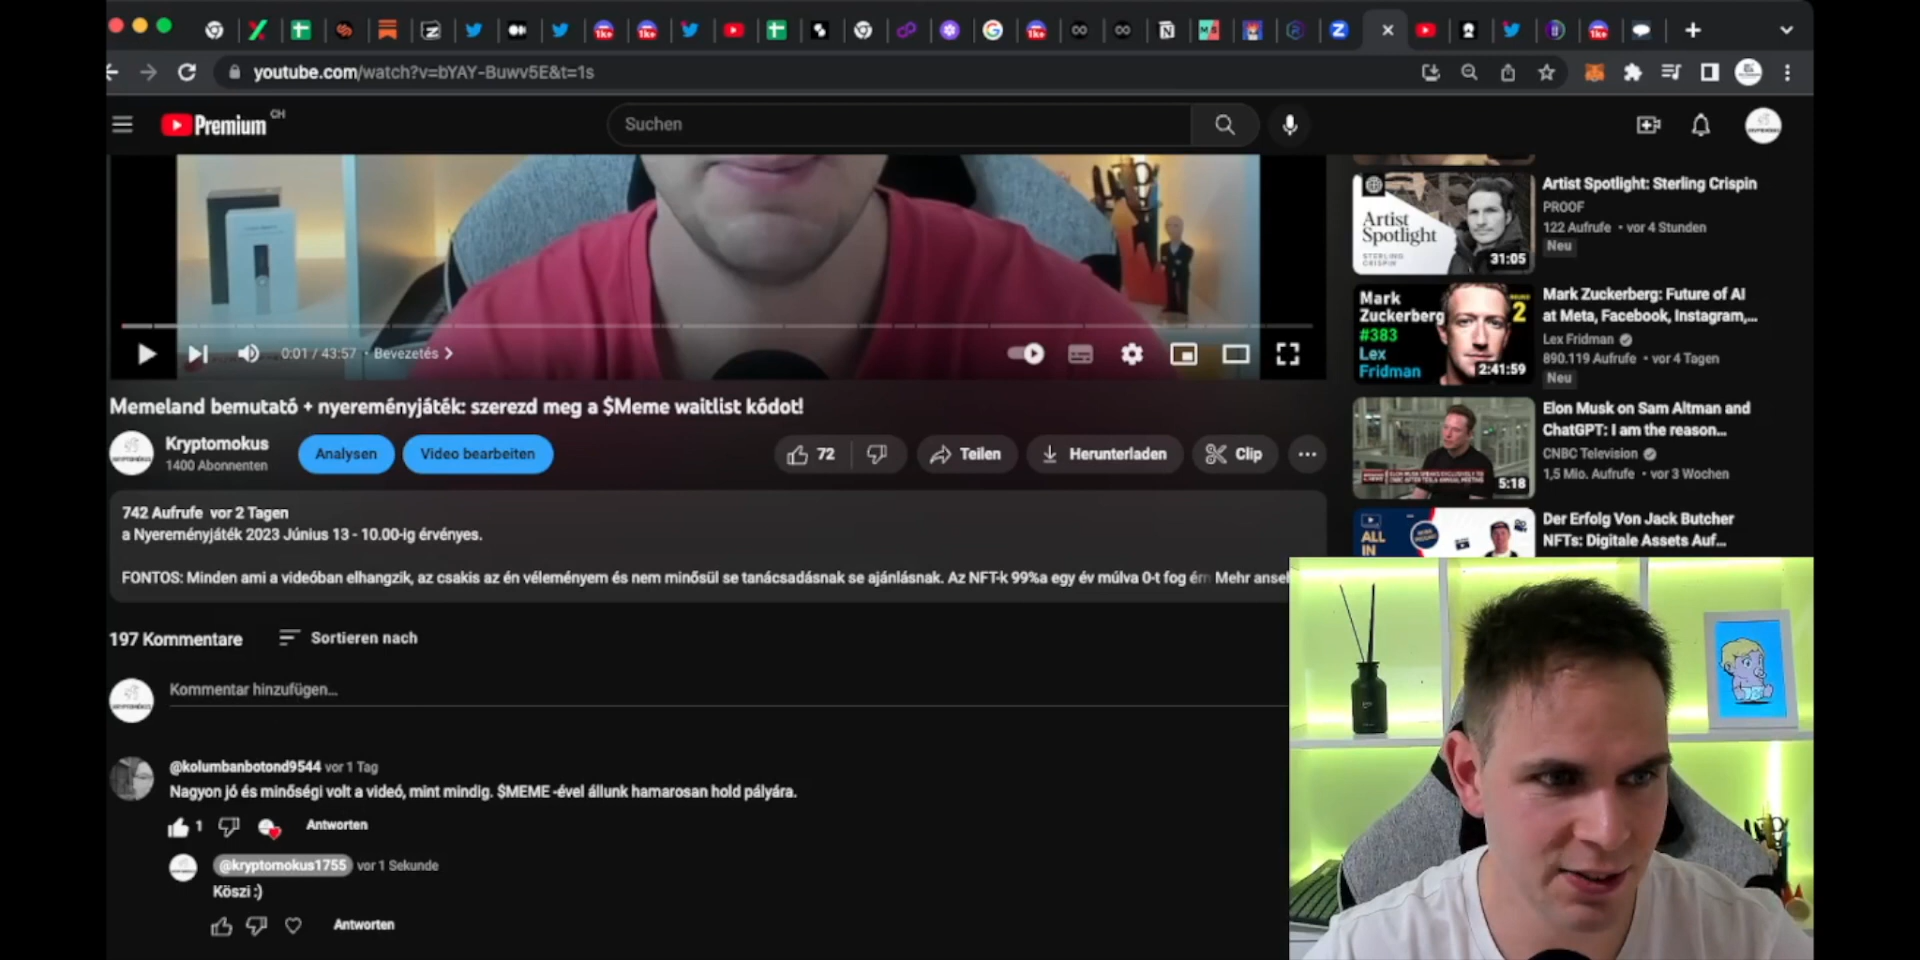 youtube.com/watch?v=bYAY-Buwv5E&t=1s
Premium CH
Suchen
0:01 / 43:57 · Bevezetés
Memeland bemutató + nyereményjáték: szerezd meg a $Meme waitlist kódot!
Kryptomokus
1400 Abonnenten
Analysen
Video bearbeiten
72
Teilen
Herunterladen
Clip
742 Aufrufe vor 2 Tagen
a Nyereményjáték 2023 Június 13 - 10.00-ig érvényes.
FONTOS: Minden ami a videóban elhangzik, az csakis az én véleményem és nem minősül se tanácsadásnak se ajánlásnak. Az NFT-k 99%a egy év múlva 0-t fog
197 Kommentare
Sortieren nach
Kommentar hinzufügen...
@kolumbanbotond9544 vor 1 Tag
Nagyon jó és minőségi volt a videó, mint mindig. $MEME -ével állunk hamarosan hold pályára.
1
Antworten
@kryptomokus1755 vor 1 Sekunde
Köszi :)
Antworten
Artist
Spotlight
STERLING
CRISPIN
31:05
Artist Spotlight: Sterling Crispin
PROOF
122 Aufrufe • vor 4 Stunden
Neu
Mark
Zuckerberg
#383
Lex
Fridman
2
2:41:59
Mark Zuckerberg: Future of AI
at Meta, Facebook, Instagram,...
Lex Fridman
890.119 Aufrufe • vor 4 Tagen
Neu
5:18
Elon Musk on Sam Altman and
ChatGPT: I am the reason...
CNBC Television
1,5 Mio. Aufrufe • vor 3 Wochen
ALL
IN
Der Erfolg Von Jack Butcher
NFTs: Digitale Assets Auf...